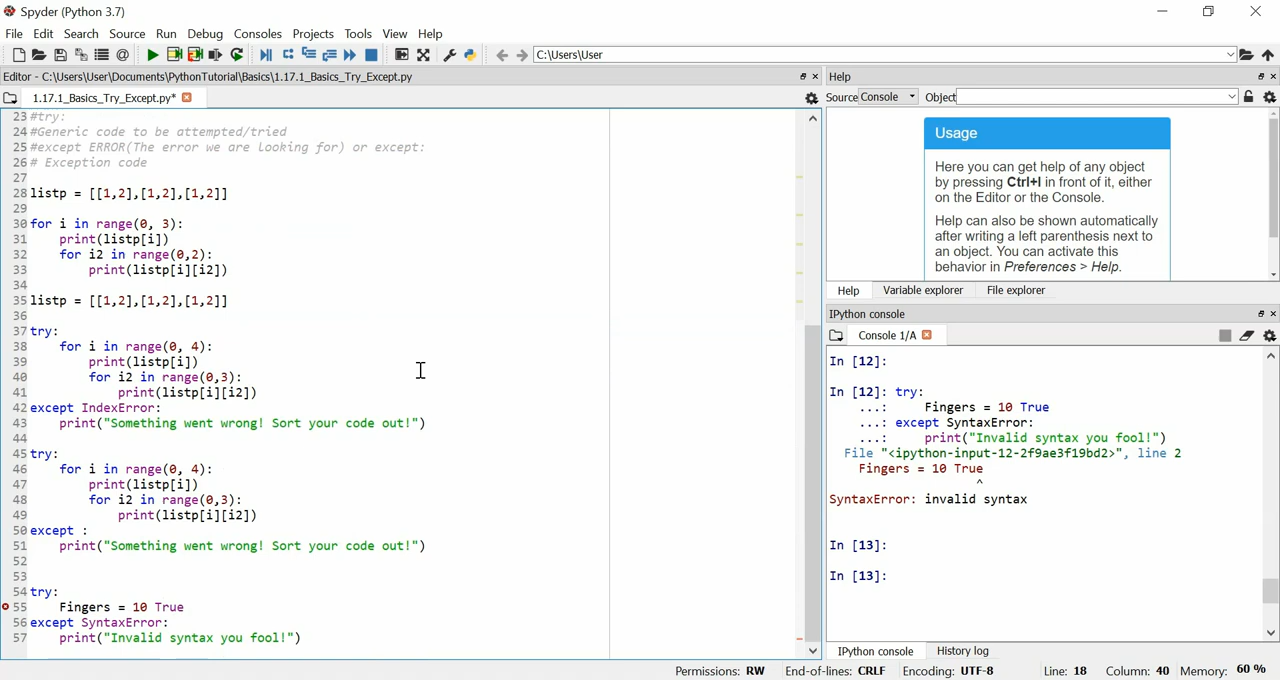 Spyder (Python 3.7)
File Edit Search Source Run Debug Consoles Projects Tools View Help
C:\Users\User
Editor - C:\Users\User\Documents\PythonTutorial\Basics\1.17.1_Basics_Try_Except.py
1.17.1_Basics_Try_Except.py*
23 #try:
24 #Generic code to be attempted/tried
25 #except ERROR(The error we are Looking for) or except:
26 # Exception code
27
28 listp = [[1,2],[1,2],[1,2]]
29
30 for i in range(0, 3):
31     print(listp[i])
32     for i2 in range(0,2):
33         print(listp[i][i2])
34
35 listp = [[1,2],[1,2],[1,2]]
36
37 try:
38     for i in range(0, 4):
39         print(listp[i])
40         for i2 in range(0,3):
41             print(listp[i][i2])
42 except IndexError:
43     print("Something went wrong! Sort your code out!")
44
45 try:
46     for i in range(0, 4):
47         print(listp[i])
48         for i2 in range(0,3):
49             print(listp[i][i2])
50 except :
51     print("Something went wrong! Sort your code out!")
52
53
54 try:
55     Fingers = 10 True
56 except SyntaxError:
57     print("Invalid syntax you fool!")
Help
Source Console Object
Usage
Here you can get help of any object
by pressing Ctrl+I in front of it, either
on the Editor or the Console.
Help can also be shown automatically
after writing a left parenthesis next to
an object. You can activate this
behavior in Preferences > Help.
Help Variable explorer File explorer
IPython console
Console 1/A
In [12]:
In [12]: try:
...:     Fingers = 10 True
...: except SyntaxError:
...:     print("Invalid syntax you fool!")
File "<ipython-input-12-2f9ae3f19bd2>", line 2
Fingers = 10 True
^
SyntaxError: invalid syntax
In [13]:
In [13]:
IPython console History log
Permissions: RW End-of-lines: CRLF Encoding: UTF-8 Line: 18 Column: 40 Memory: 60 %